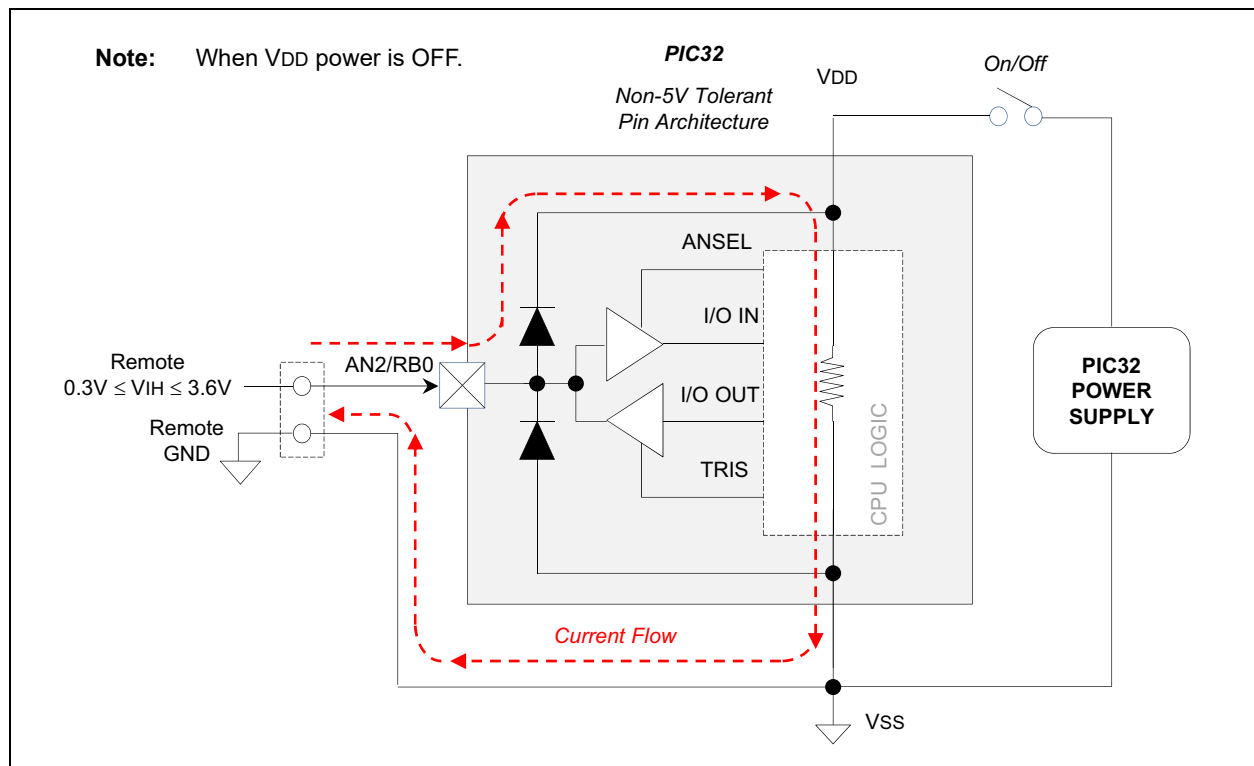 Note: When VDD power is OFF.
PIC32
Non-5V Tolerant
Pin Architecture
VDD
On/Off
ANSEL
I/O IN
Remote
0.3V ≤ VIH ≤ 3.6V
AN2/RB0
I/O OUT
Remote
GND
TRIS
CPU LOGIC
PIC32
POWER
SUPPLY
Current Flow
VSS